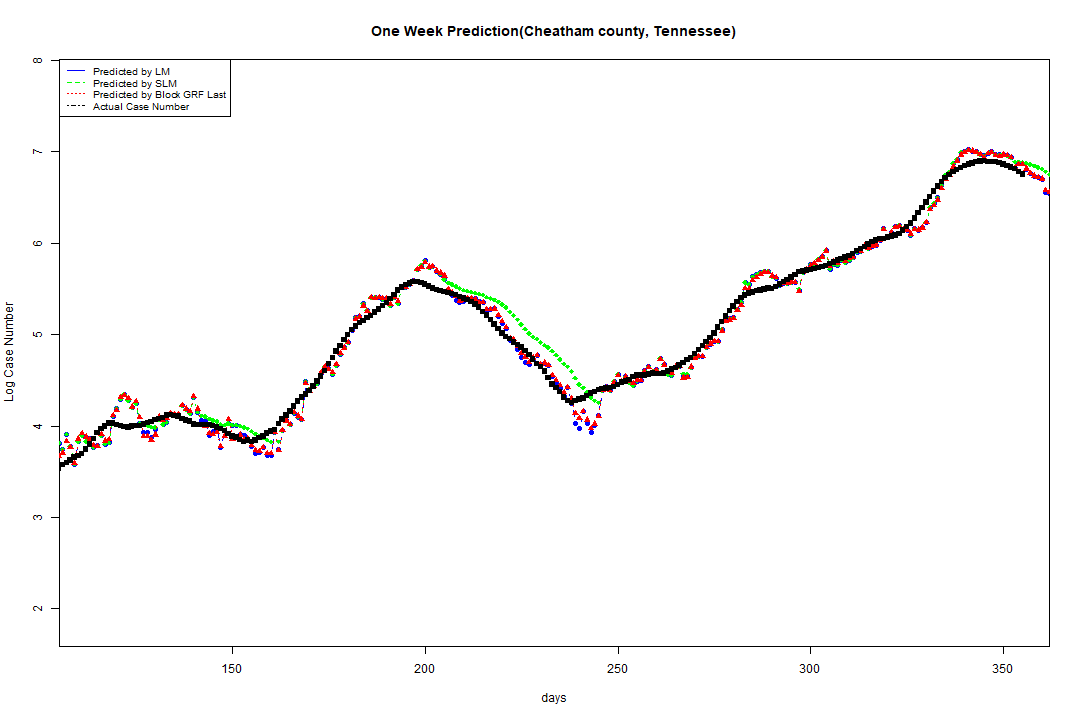 One Week Prediction(Cheatham county, Tennessee)
Predicted by LM
Predicted by SLM
Predicted by Block GRF Last
Actual Case Number
8
7
6
5
4
3
2
Log Case Number
150 200 250 300 350
days